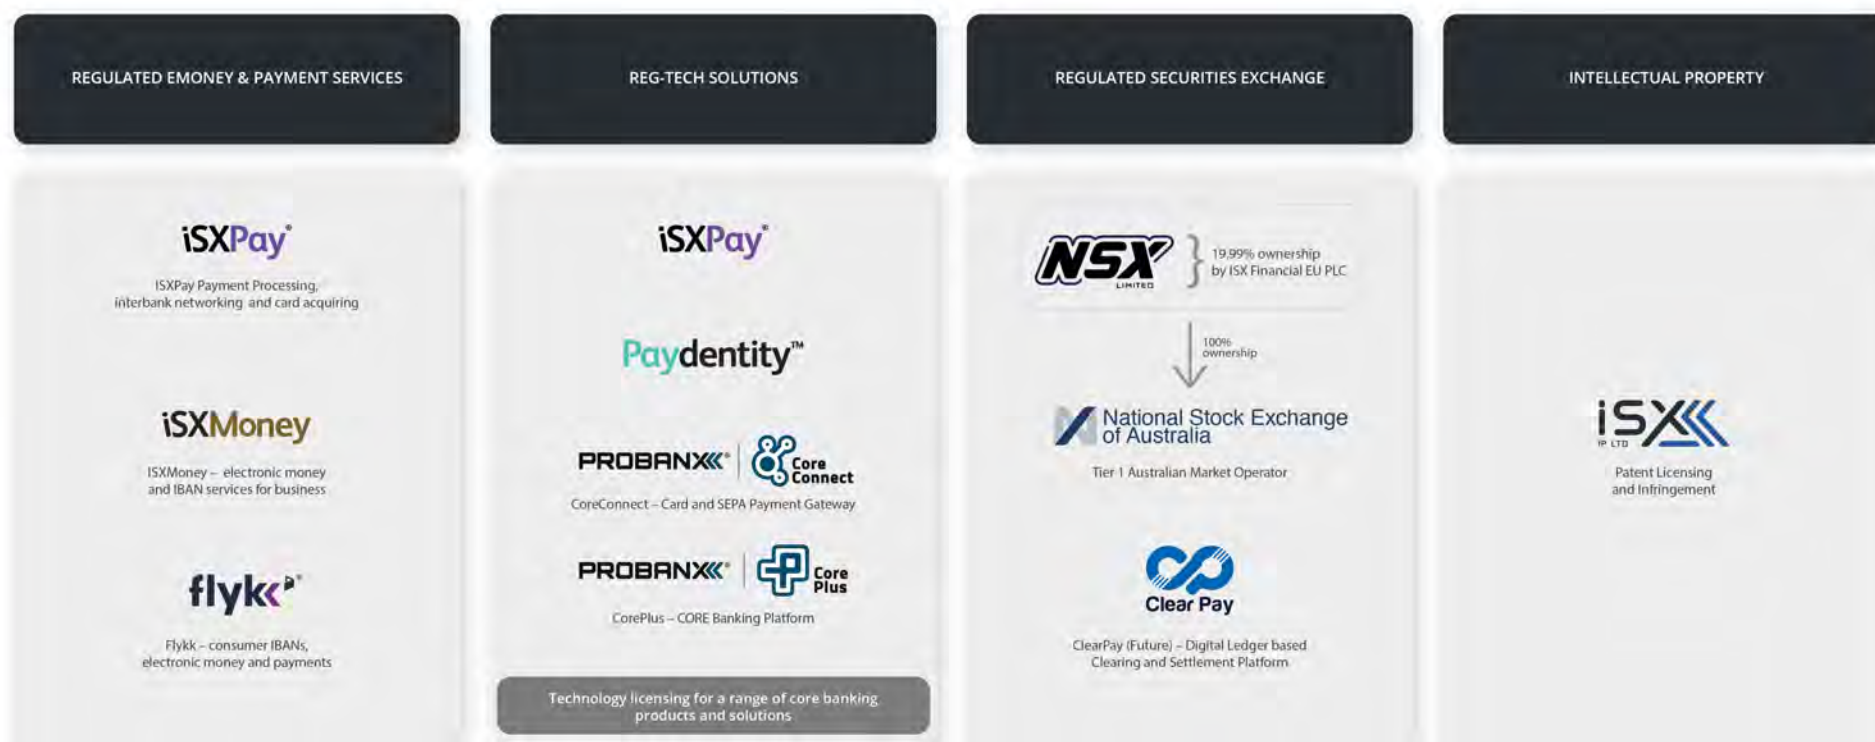 REGULATED EMONEY & PAYMENT SERVICES
REG-TECH SOLUTIONS
REGULATED SECURITIES EXCHANGE
INTELLECTUAL PROPERTY
iSXPay®
ISXPay Payment Processing,
interbank networking and card acquiring
iSXMoney
ISXMoney – electronic money
and IBAN services for business
flykk®
Flykk – consumer IBANs,
electronic money and payments
iSXPay®
Paydentity™
PROBANX®
Core
Connect
CoreConnect – Card and SEPA Payment Gateway
PROBANX®
Core
Plus
CorePlus – CORE Banking Platform
Technology licensing for a range of core banking
products and solutions
NSX
LIMITED
19.99% ownership
by ISX Financial EU PLC
100%
ownership
National Stock Exchange
of Australia
Tier 1 Australian Market Operator
Clear Pay
ClearPay (Future) – Digital Ledger based
Clearing and Settlement Platform
iSX
IP LTD
Patent Licensing
and Infringement